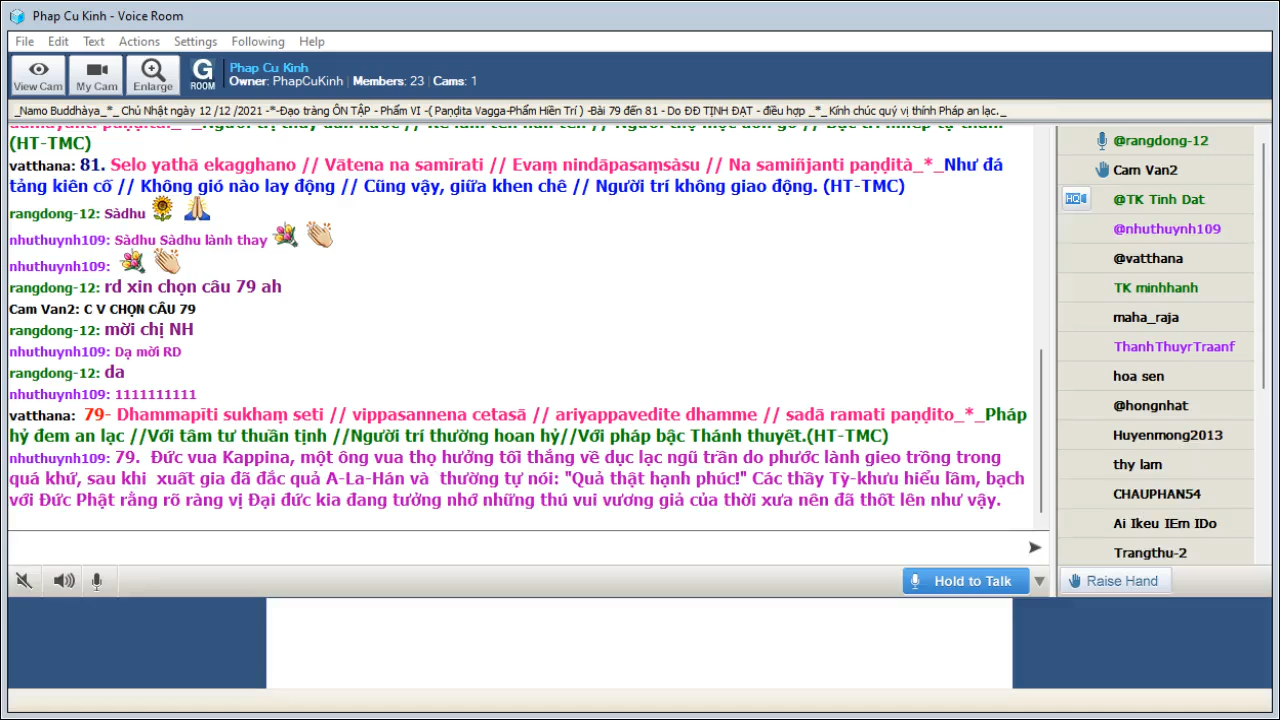 Phap Cu Kinh - Voice Room
File Edit Text Actions Settings Following Help
View Cam
My Cam
Enlarge
G
ROOM
Phap Cu Kinh
Owner: PhapCuKinh | Members: 23 | Cams: 1
_Namo Buddhàya_*_ Chủ Nhật ngày 12 /12 /2021 -*-Đạo tràng ÔN TẬP - Phẩm VI -( Paṇḍita Vagga-Phẩm Hiền Trí ) -Bài 79 đến 81 - Do ĐĐ TỊNH ĐẠT - điều hợp _*_Kính chúc quý vị thính Pháp an lạc._
(HT-TMC)
vatthana: 81. Selo yathā ekagghano // Vātena na samīrati // Evaṃ nindāpasaṃsàsu // Na samiñjanti paṇḍità_*_Như đá
tảng kiên cố // Không gió nào lay động // Cũng vậy, giữa khen chê // Người trí không giao động. (HT-TMC)
rangdong-12: Sàdhu
nhuthuynh109: Sàdhu Sàdhu lành thay
nhuthuynh109:
rangdong-12: rd xin chọn câu 79 ah
Cam Van2: C V CHỌN CÂU 79
rangdong-12: mời chị NH
nhuthuynh109: Dạ mời RD
rangdong-12: da
nhuthuynh109: 1111111111
vatthana: 79- Dhammapīti sukhaṃ seti // vippasannena cetasā // ariyappavedite dhamme // sadā ramati paṇḍito_*_Pháp
hỷ đem an lạc //Với tâm tư thuần tịnh //Người trí thường hoan hỷ//Với pháp bậc Thánh thuyết.(HT-TMC)
nhuthuynh109: 79. Đức vua Kappina, một ông vua thọ hưởng tối thắng về dục lạc ngũ trần do phước lành gieo trồng trong
quá khứ, sau khi xuất gia đã đắc quả A-La-Hán và thường tự nói: "Quả thật hạnh phúc!" Các thầy Tỳ-khưu hiểu lầm, bạch
với Đức Phật rằng rõ ràng vị Đại đức kia đang tưởng nhớ những thú vui vương giả của thời xưa nên đã thốt lên như vậy.
Hold to Talk
@rangdong-12
Cam Van2
HQ
@TK Tinh Dat
@nhuthuynh109
@vatthana
TK minhhanh
maha_raja
ThanhThuyrTraanf
hoa sen
@hongnhat
Huyenmong2013
thy lam
CHAUPHAN54
Ai Ikeu IEm IDo
Trangthu-2
Raise Hand